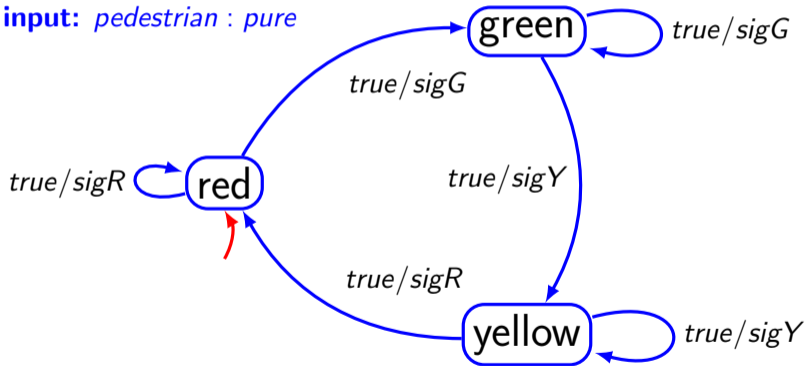 input: pedestrian : pure
green
true/sigG
true/sigG
true/sigR
red
true/sigY
true/sigR
yellow
true/sigY